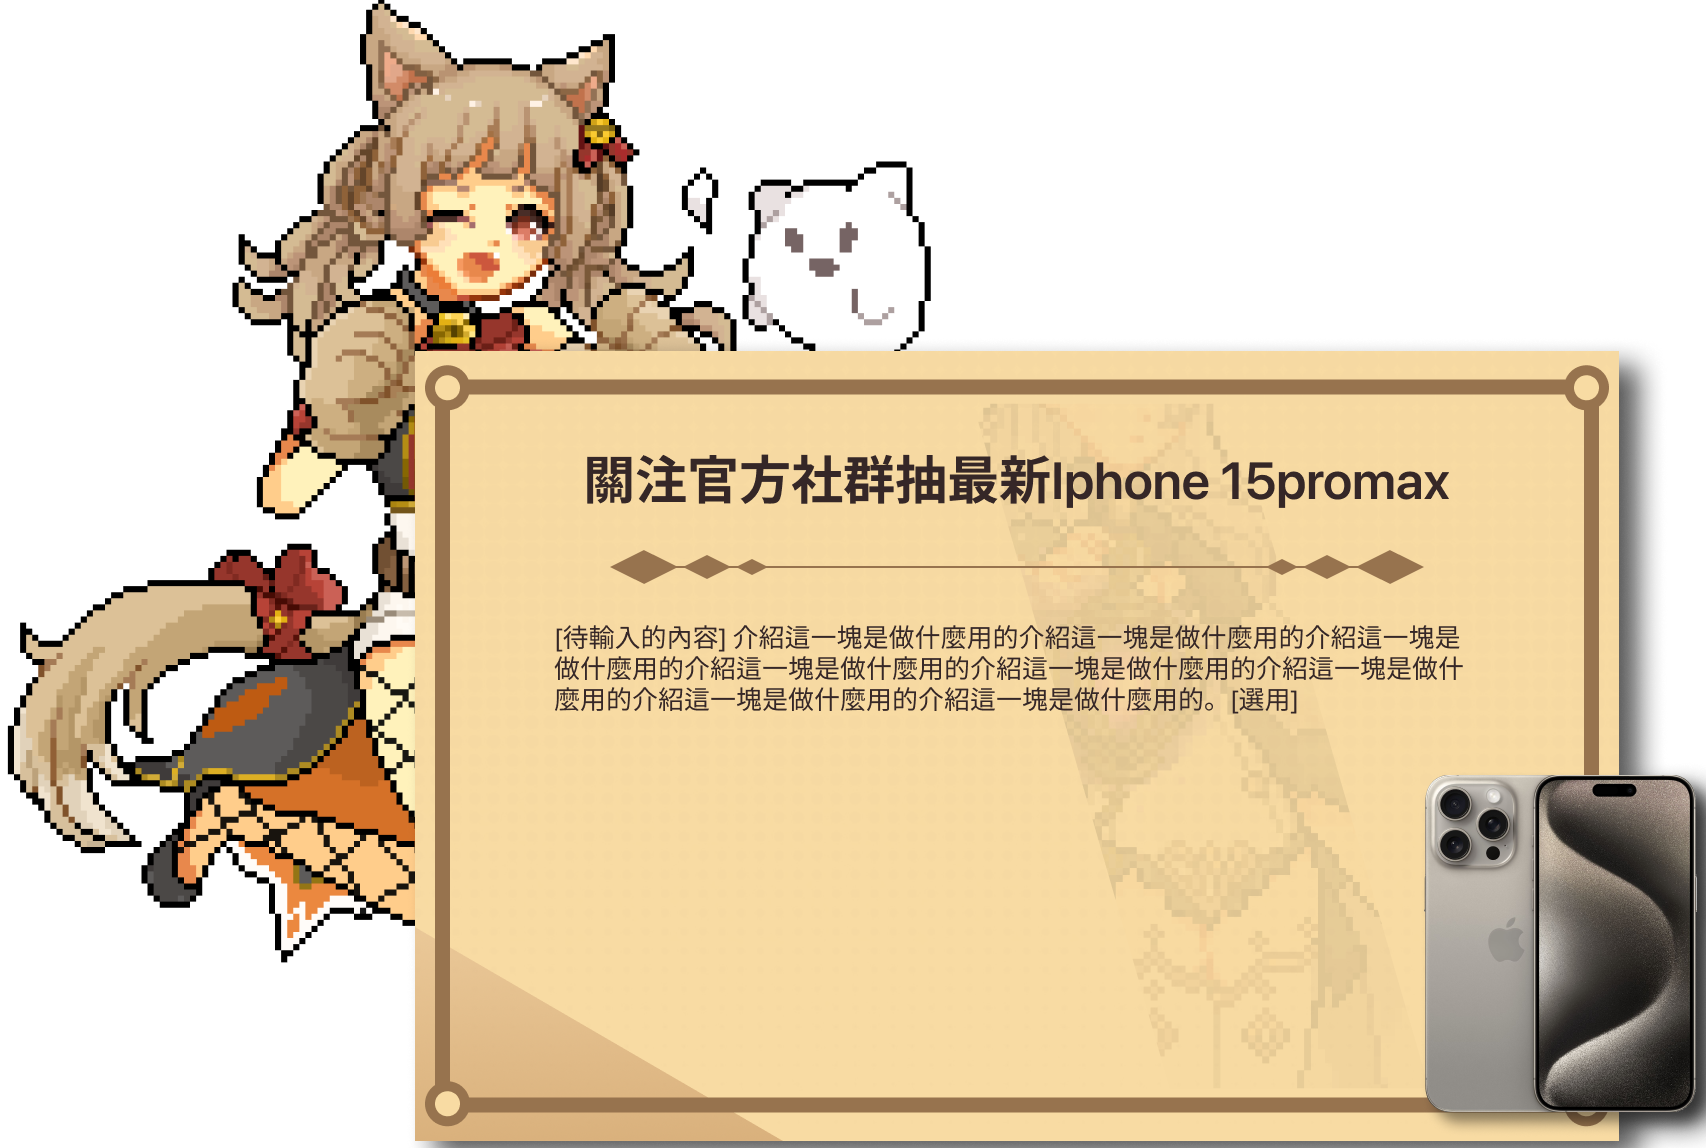 關注官方社群抽最新Iphone 15promax
[待輸入的內容] 介紹這一塊是做什麼用的介紹這一塊是做什麼用的介紹這一塊是
做什麼用的介紹這一塊是做什麼用的介紹這一塊是做什麼用的介紹這一塊是做什
麼用的介紹這一塊是做什麼用的介紹這一塊是做什麼用的。[選用]